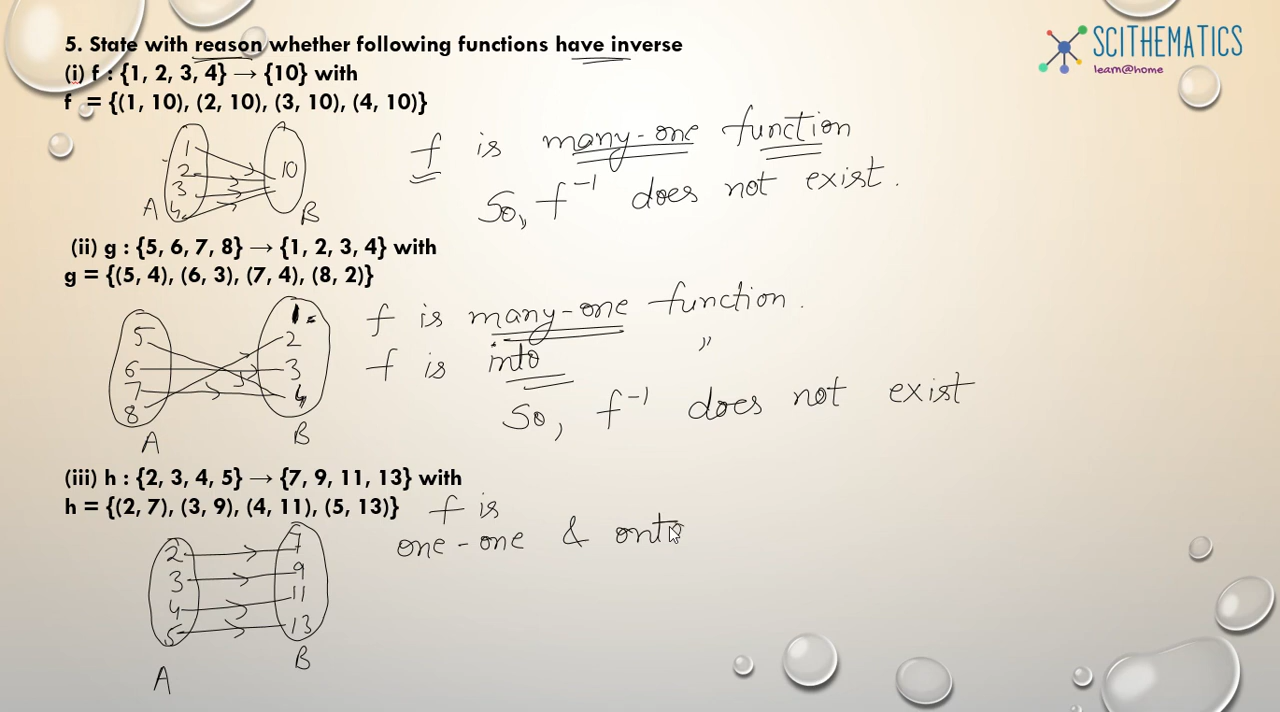 5. State with reason whether following functions have inverse
SCITHEMATICS
learn@home
(i) f : {1, 2, 3, 4} → {10} with
f = {(1, 10), (2, 10), (3, 10), (4, 10)}
1
2
3
4
10
A
B
f is many-one function
So, f⁻¹ does not exist.
(ii) g : {5, 6, 7, 8} → {1, 2, 3, 4} with
g = {(5, 4), (6, 3), (7, 4), (8, 2)}
5
6
7
8
1
2
3
4
A
B
f is many-one function.
f is into "
So, f⁻¹ does not exist
(iii) h : {2, 3, 4, 5} → {7, 9, 11, 13} with
h = {(2, 7), (3, 9), (4, 11), (5, 13)}
f is
one-one & onto
2
3
4
5
7
9
11
13
A
B